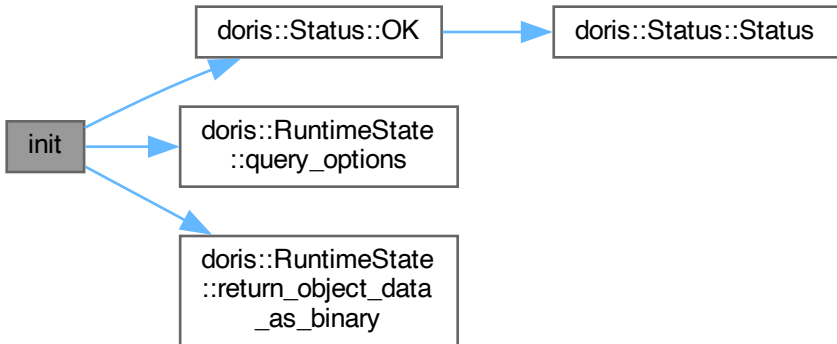 init
doris::Status::OK
doris::Status::Status
doris::RuntimeState
::query_options
doris::RuntimeState
::return_object_data
_as_binary